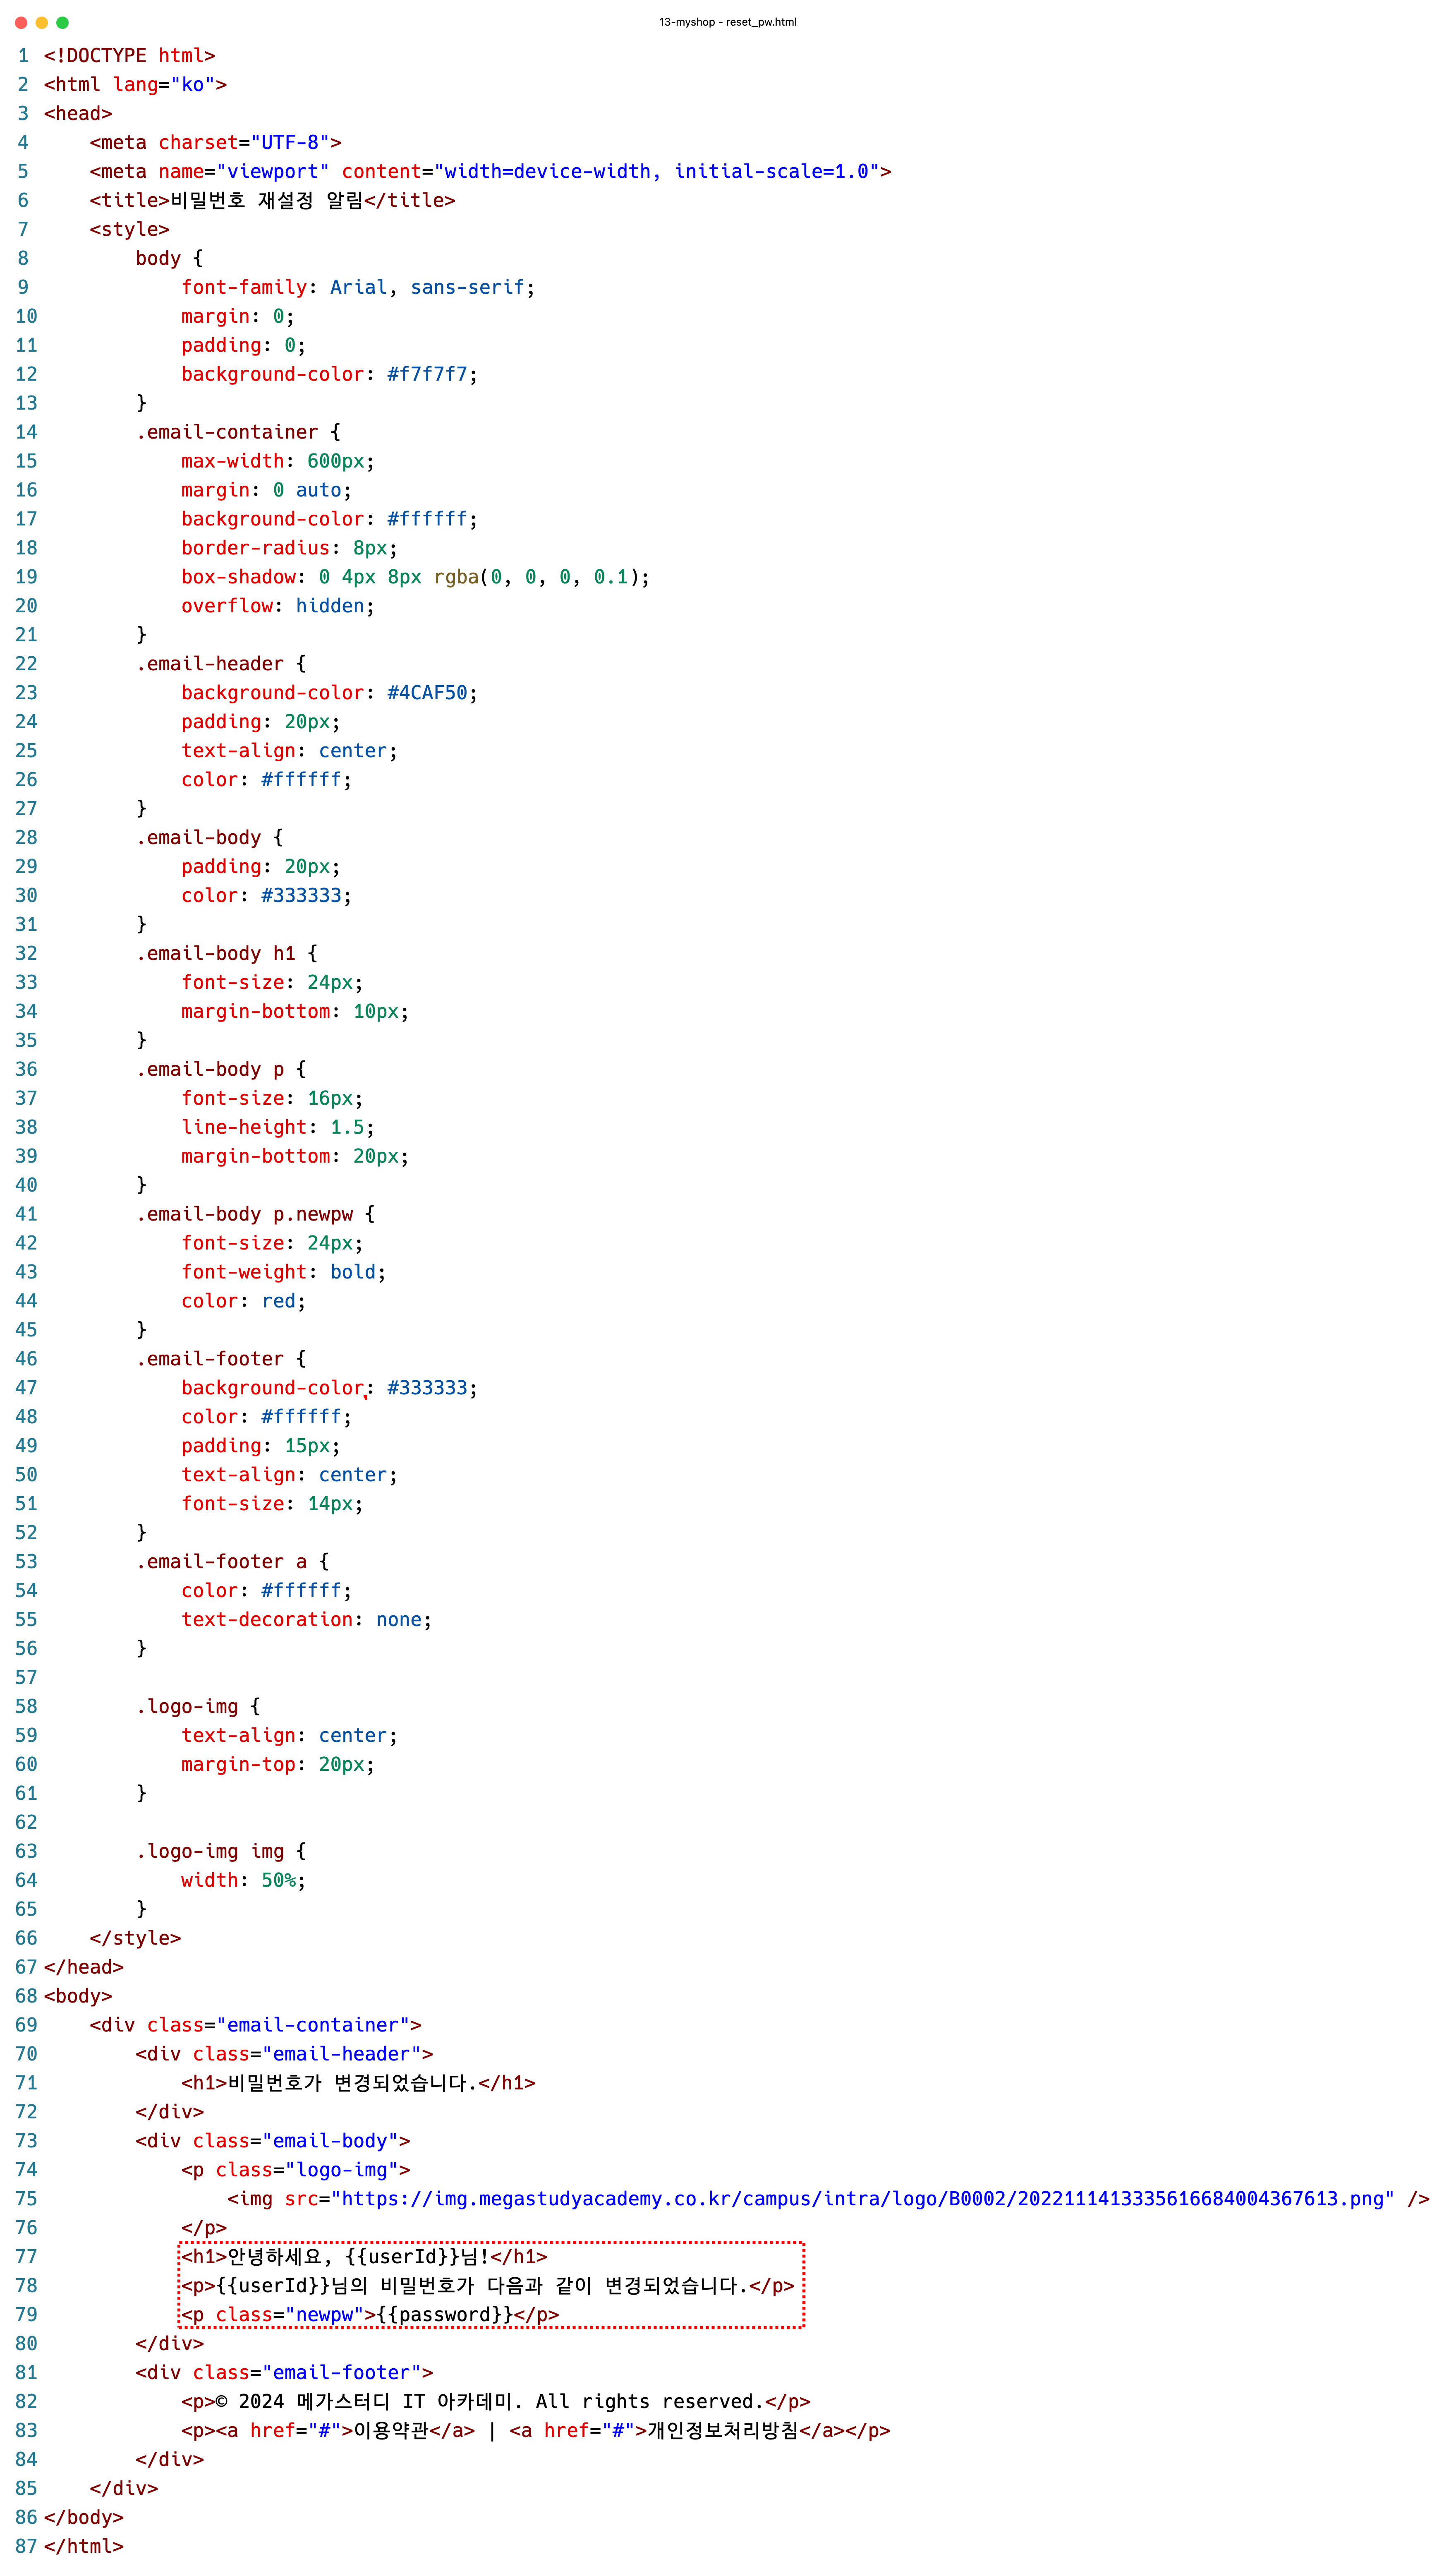 13-myshop - reset_pw.html
1 <!DOCTYPE html>
2 <html lang="ko">
3 <head>
4     <meta charset="UTF-8">
5     <meta name="viewport" content="width=device-width, initial-scale=1.0">
6     <title>비밀번호 재설정 알림</title>
7     <style>
8         body {
9             font-family: Arial, sans-serif;
10             margin: 0;
11             padding: 0;
12             background-color: #f7f7f7;
13         }
14         .email-container {
15             max-width: 600px;
16             margin: 0 auto;
17             background-color: #ffffff;
18             border-radius: 8px;
19             box-shadow: 0 4px 8px rgba(0, 0, 0, 0.1);
20             overflow: hidden;
21         }
22         .email-header {
23             background-color: #4CAF50;
24             padding: 20px;
25             text-align: center;
26             color: #ffffff;
27         }
28         .email-body {
29             padding: 20px;
30             color: #333333;
31         }
32         .email-body h1 {
33             font-size: 24px;
34             margin-bottom: 10px;
35         }
36         .email-body p {
37             font-size: 16px;
38             line-height: 1.5;
39             margin-bottom: 20px;
40         }
41         .email-body p.newpw {
42             font-size: 24px;
43             font-weight: bold;
44             color: red;
45         }
46         .email-footer {
47             background-color: #333333;
48             color: #ffffff;
49             padding: 15px;
50             text-align: center;
51             font-size: 14px;
52         }
53         .email-footer a {
54             color: #ffffff;
55             text-decoration: none;
56         }
57
58         .logo-img {
59             text-align: center;
60             margin-top: 20px;
61         }
62
63         .logo-img img {
64             width: 50%;
65         }
66     </style>
67 </head>
68 <body>
69     <div class="email-container">
70         <div class="email-header">
71             <h1>비밀번호가 변경되었습니다.</h1>
72         </div>
73         <div class="email-body">
74             <p class="logo-img">
75                 <img src="https://img.megastudyacademy.co.kr/campus/intra/logo/B0002/2022111413335616684004367613.png" />
76             </p>
77             <h1>안녕하세요, {{userId}}님!</h1>
78             <p>{{userId}}님의 비밀번호가 다음과 같이 변경되었습니다.</p>
79             <p class="newpw">{{password}}</p>
80         </div>
81         <div class="email-footer">
82             <p>© 2024 메가스터디 IT 아카데미. All rights reserved.</p>
83             <p><a href="#">이용약관</a> | <a href="#">개인정보처리방침</a></p>
84         </div>
85     </div>
86 </body>
87 </html>